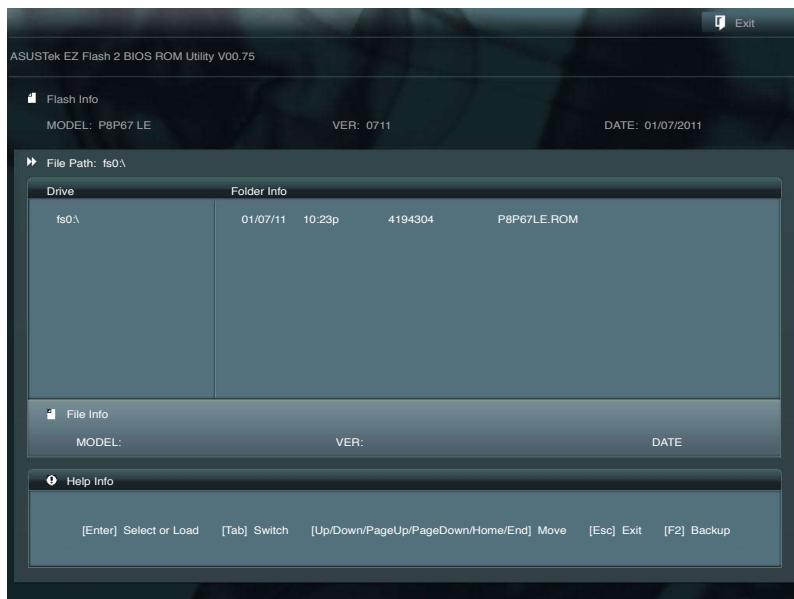 Exit
ASUSTek EZ Flash 2 BIOS ROM Utility V00.75
Flash Info
MODEL: P8P67 LE VER: 0711 DATE: 01/07/2011
File Path: fs0:\
Drive Folder Info
fs0:\ 01/07/11 10:23p 4194304 P8P67LE.ROM
File Info
MODEL: VER: DATE
Help Info
[Enter] Select or Load [Tab] Switch [Up/Down/PageUp/PageDown/Home/End] Move [Esc] Exit [F2] Backup